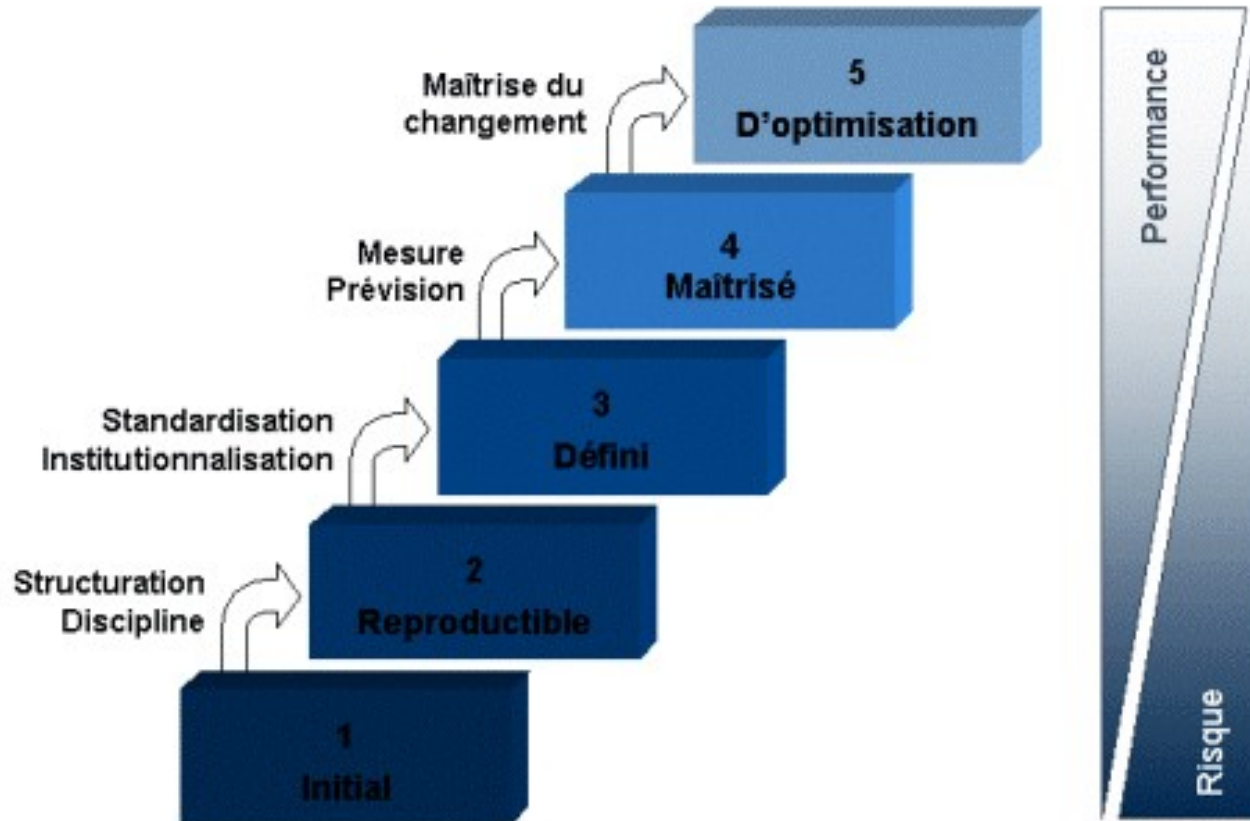 5
D'optimisation
Maîtrise du
changement
4
Maîtrisé
Mesure
Prévision
3
Défini
Standardisation
Institutionnalisation
2
Reproductible
Structuration
Discipline
1
Initial
Performance
Risque